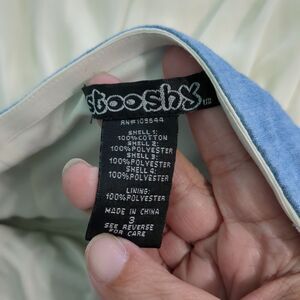 stooshy
RN#105544
SHELL 1:
100%COTTON
SHELL 2:
100%POLYESTER
SHELL 3:
100%POLYESTER
SHELL 4:
100%POLYESTER
LINING:
100%POLYESTER
MADE IN CHINA
3
SEE REVERSE
FOR CARE